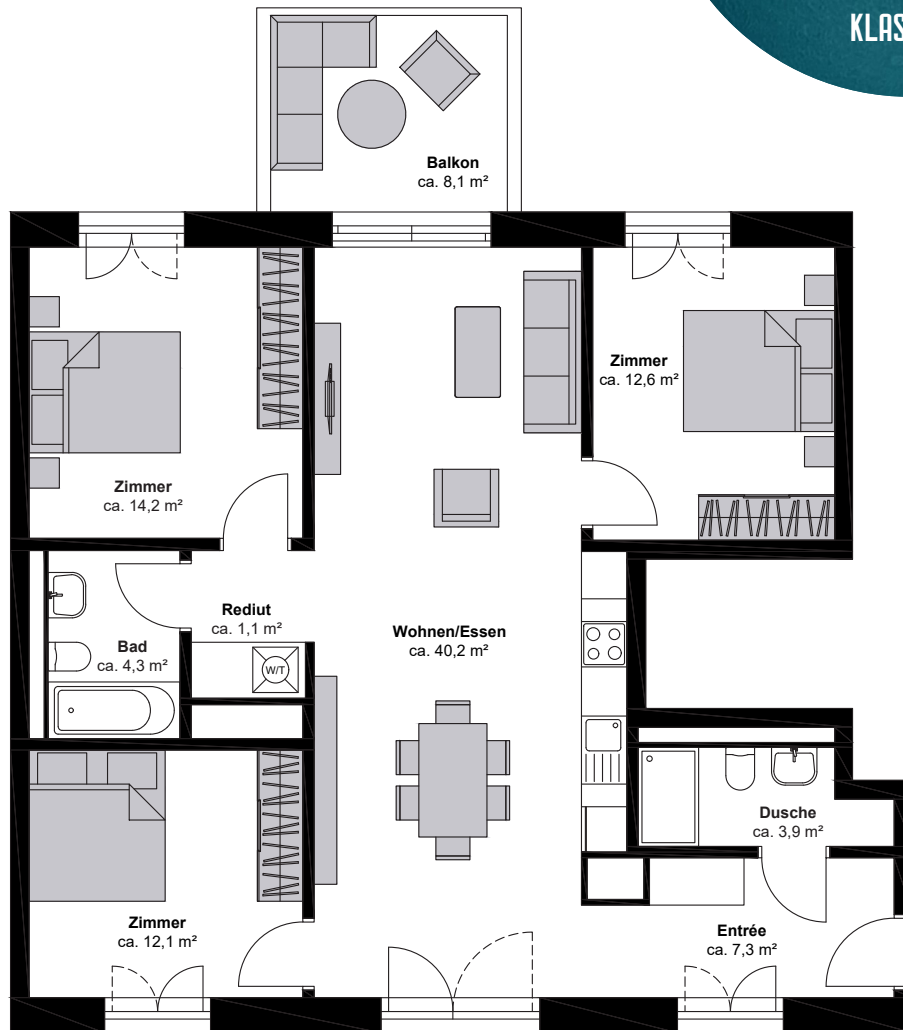 KLAS
Balkon
ca. 8,1 m²
Zimmer
ca. 12,6 m²
Zimmer
ca. 14,2 m²
Rediut
ca. 1,1 m²
Wohnen/Essen
ca. 40,2 m²
Bad
ca. 4,3 m²
W/T
Dusche
ca. 3,9 m²
Zimmer
ca. 12,1 m²
Entrée
ca. 7,3 m²